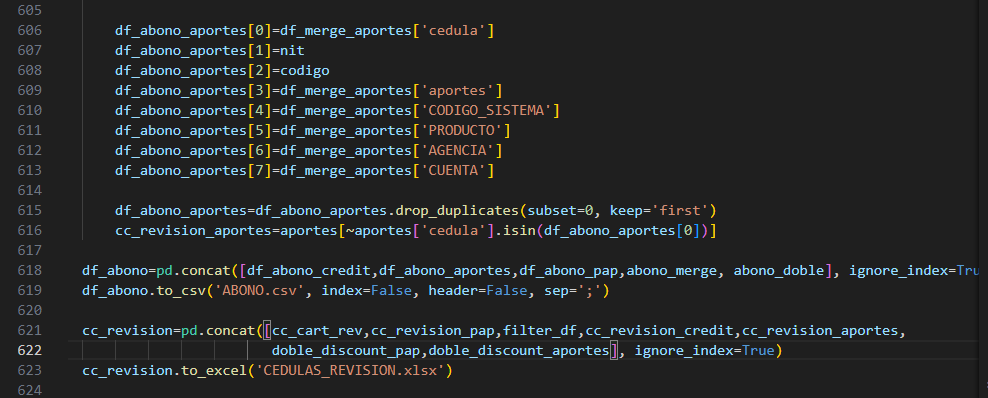 605
606 df_abono_aportes[0]=df_merge_aportes['cedula']
607 df_abono_aportes[1]=nit
608 df_abono_aportes[2]=codigo
609 df_abono_aportes[3]=df_merge_aportes['aportes']
610 df_abono_aportes[4]=df_merge_aportes['CODIGO_SISTEMA']
611 df_abono_aportes[5]=df_merge_aportes['PRODUCTO']
612 df_abono_aportes[6]=df_merge_aportes['AGENCIA']
613 df_abono_aportes[7]=df_merge_aportes['CUENTA']
614
615 df_abono_aportes=df_abono_aportes.drop_duplicates(subset=0, keep='first')
616 cc_revision_aportes=aportes[~aportes['cedula'].isin(df_abono_aportes[0])]
617
618 df_abono=pd.concat([df_abono_credit,df_abono_aportes,df_abono_pap,abono_merge, abono_doble], ignore_index=Tru
619 df_abono.to_csv('ABONO.csv', index=False, header=False, sep=';')
620
621 cc_revision=pd.concat([cc_cart_rev,cc_revision_pap,filter_df,cc_revision_credit,cc_revision_aportes,
622 doble_discount_pap,doble_discount_aportes], ignore_index=True)
623 cc_revision.to_excel('CEDULAS_REVISION.xlsx')
624